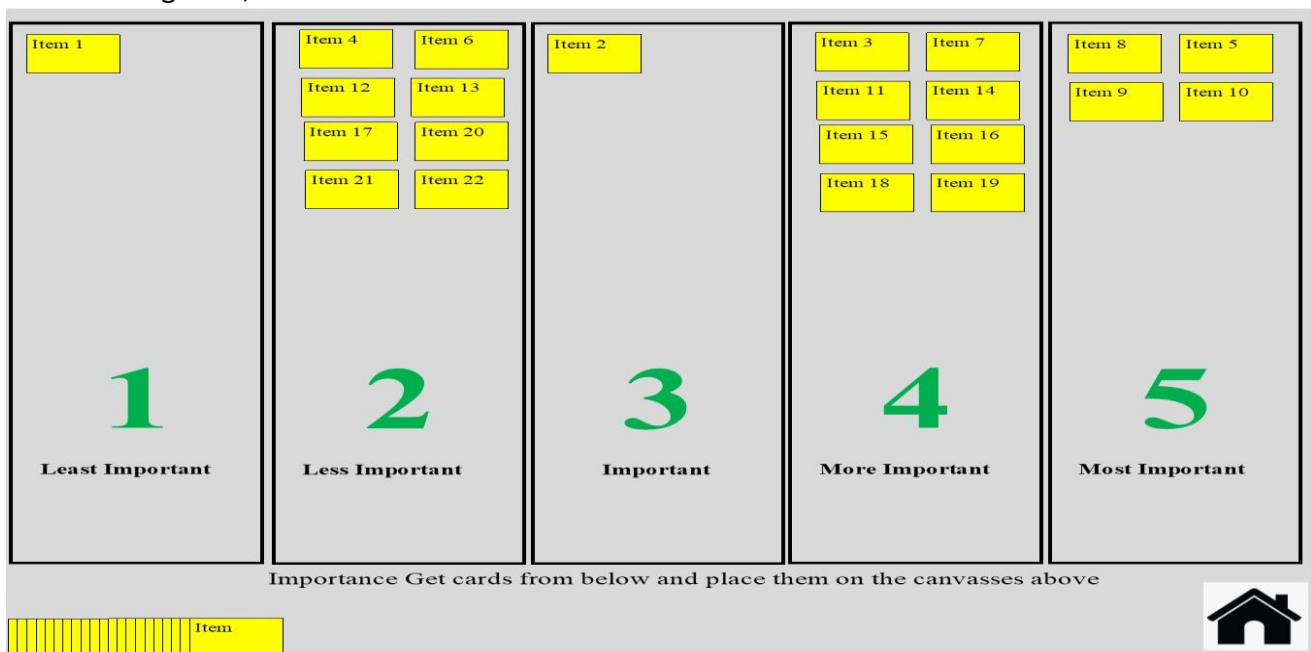 Item 1
Item 4 Item 6
Item 12 Item 13
Item 17 Item 20
Item 21 Item 22
Item 2
Item 3 Item 7
Item 11 Item 14
Item 15 Item 16
Item 18 Item 19
Item 8 Item 5
Item 9 Item 10
1
Least Important
2
Less Important
3
Important
4
More Important
5
Most Important
Importance Get cards from below and place them on the canvasses above
Item